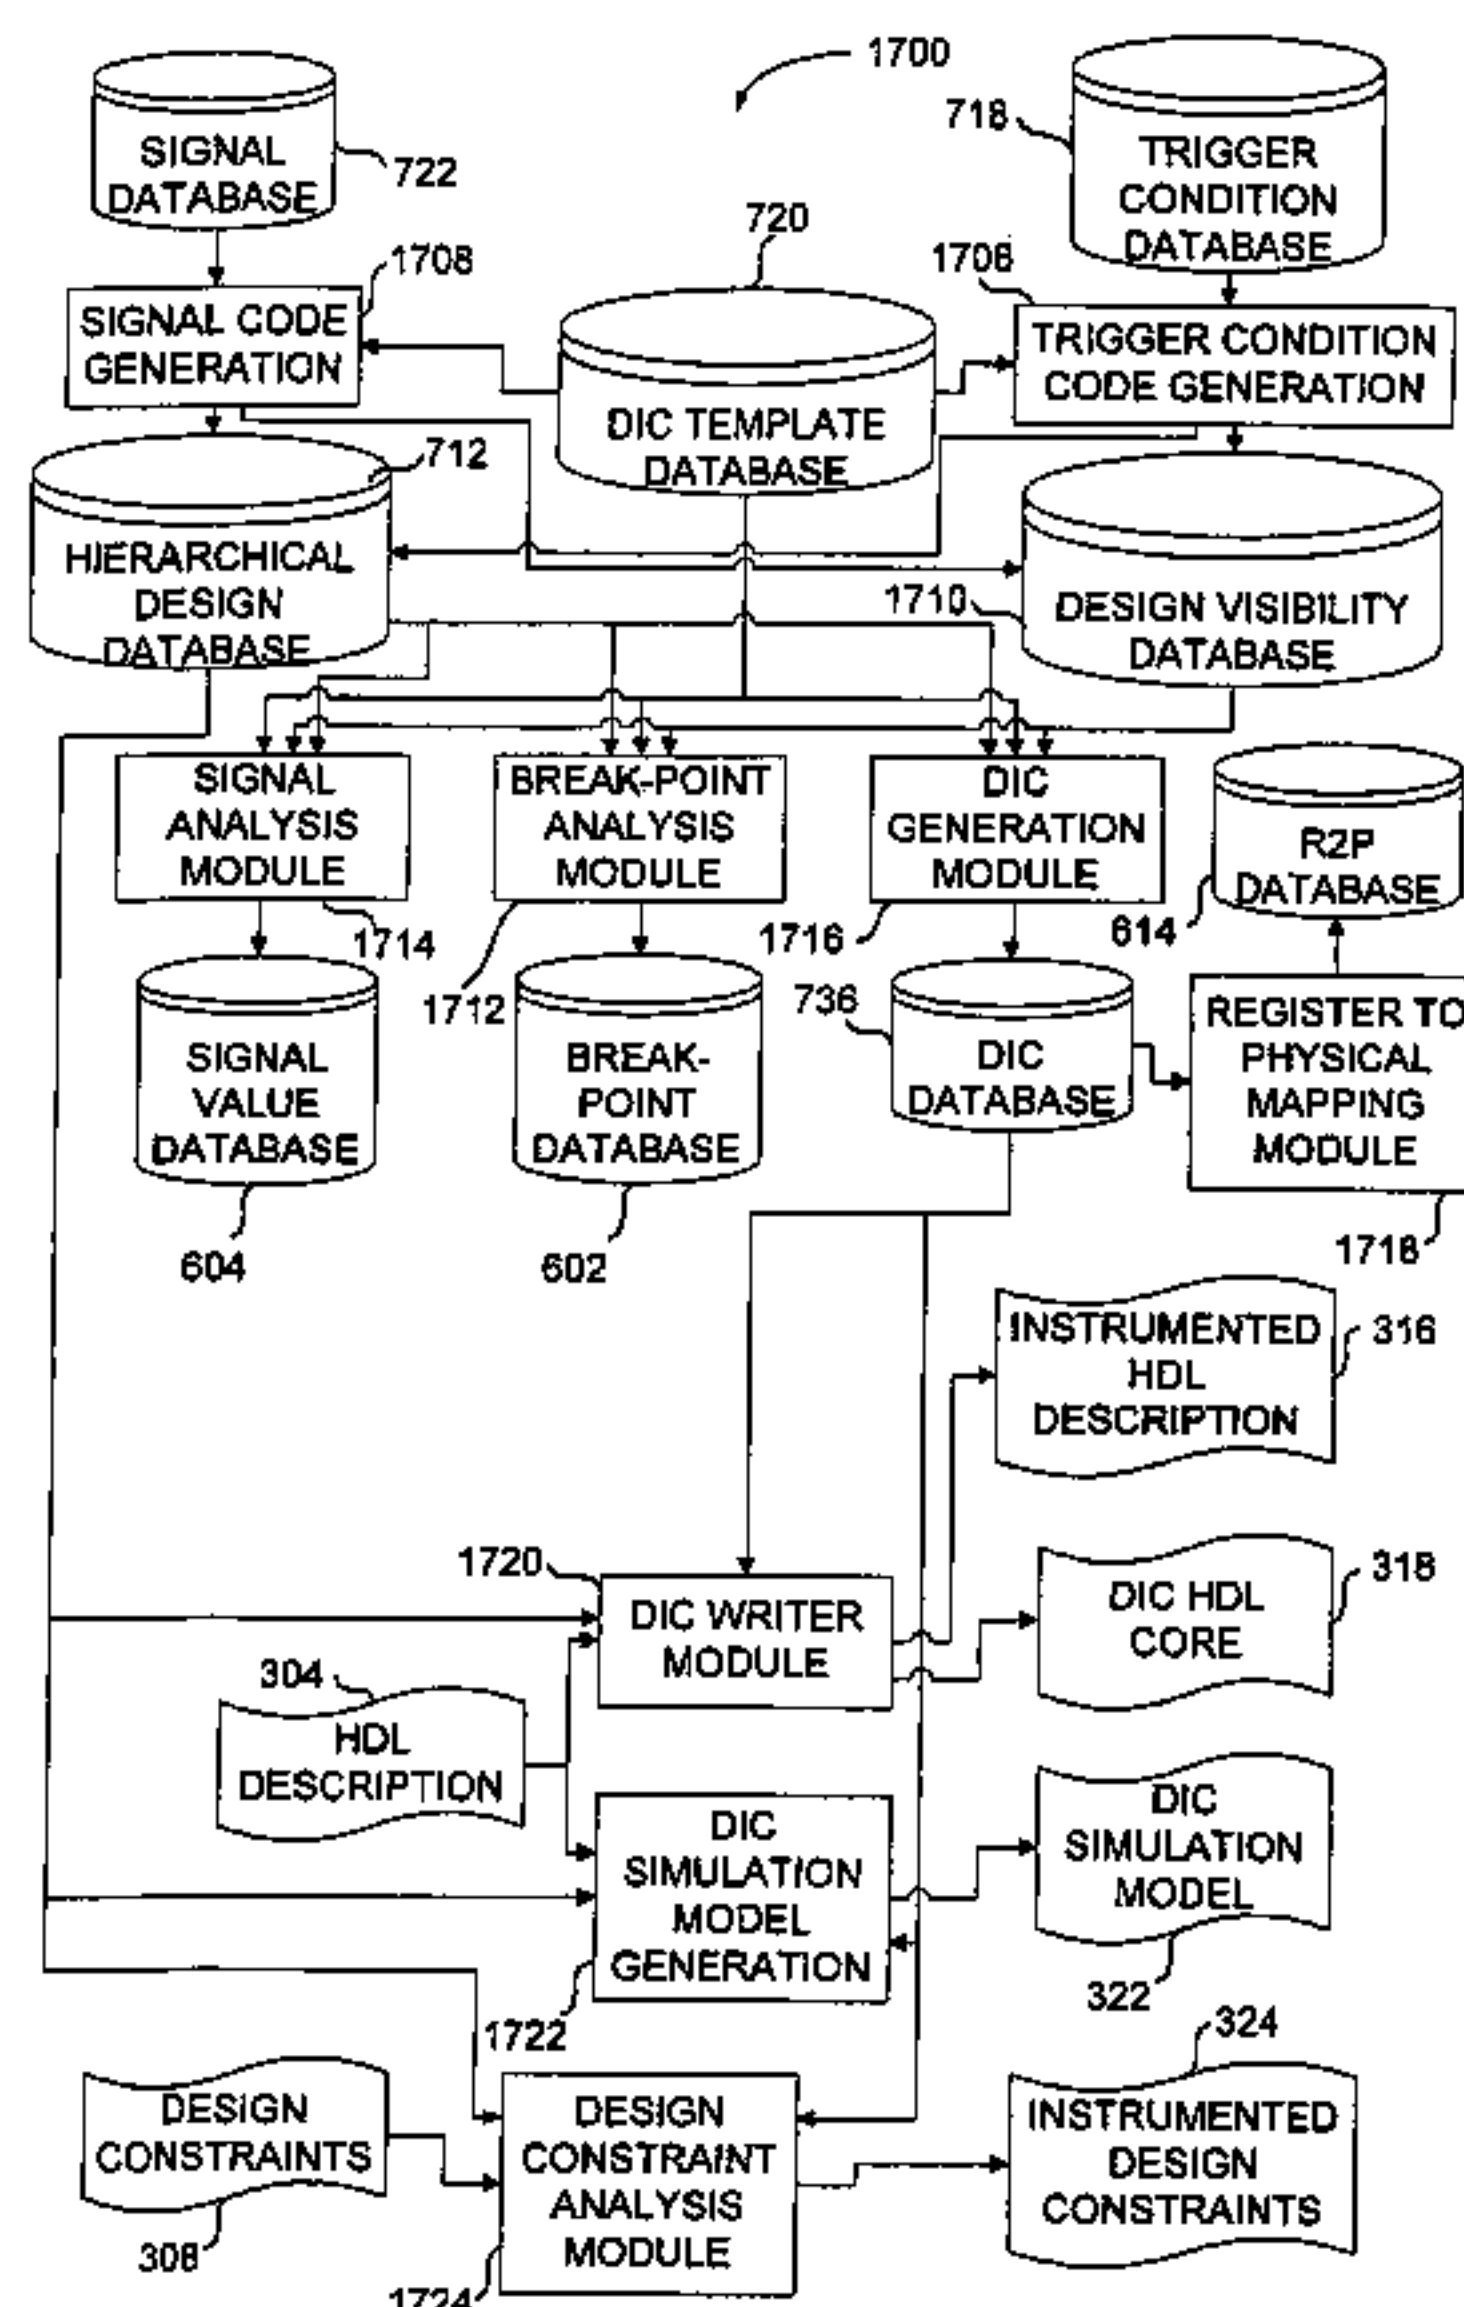 1700
SIGNAL
DATABASE
722
718
TRIGGER
CONDITION
DATABASE
720
1708
SIGNAL CODE
GENERATION
DIC TEMPLATE
DATABASE
1706
TRIGGER CONDITION
CODE GENERATION
712
HIERARCHICAL
DESIGN
DATABASE
1710
DESIGN VISIBILITY
DATABASE
SIGNAL
ANALYSIS
MODULE
1714
BREAK-POINT
ANALYSIS
MODULE
1712
DIC
GENERATION
MODULE
1716
R2P
DATABASE
614
SIGNAL
VALUE
DATABASE
604
BREAK-
POINT
DATABASE
602
736
DIC
DATABASE
REGISTER TO
PHYSICAL
MAPPING
MODULE
1718
INSTRUMENTED
HDL
DESCRIPTION
316
1720
DIC WRITER
MODULE
DIC HDL
CORE
318
304
HDL
DESCRIPTION
DIC
SIMULATION
MODEL
GENERATION
1722
DIC
SIMULATION
MODEL
322
324
DESIGN
CONSTRAINTS
308
DESIGN
CONSTRAINT
ANALYSIS
MODULE
1724
INSTRUMENTED
DESIGN
CONSTRAINTS